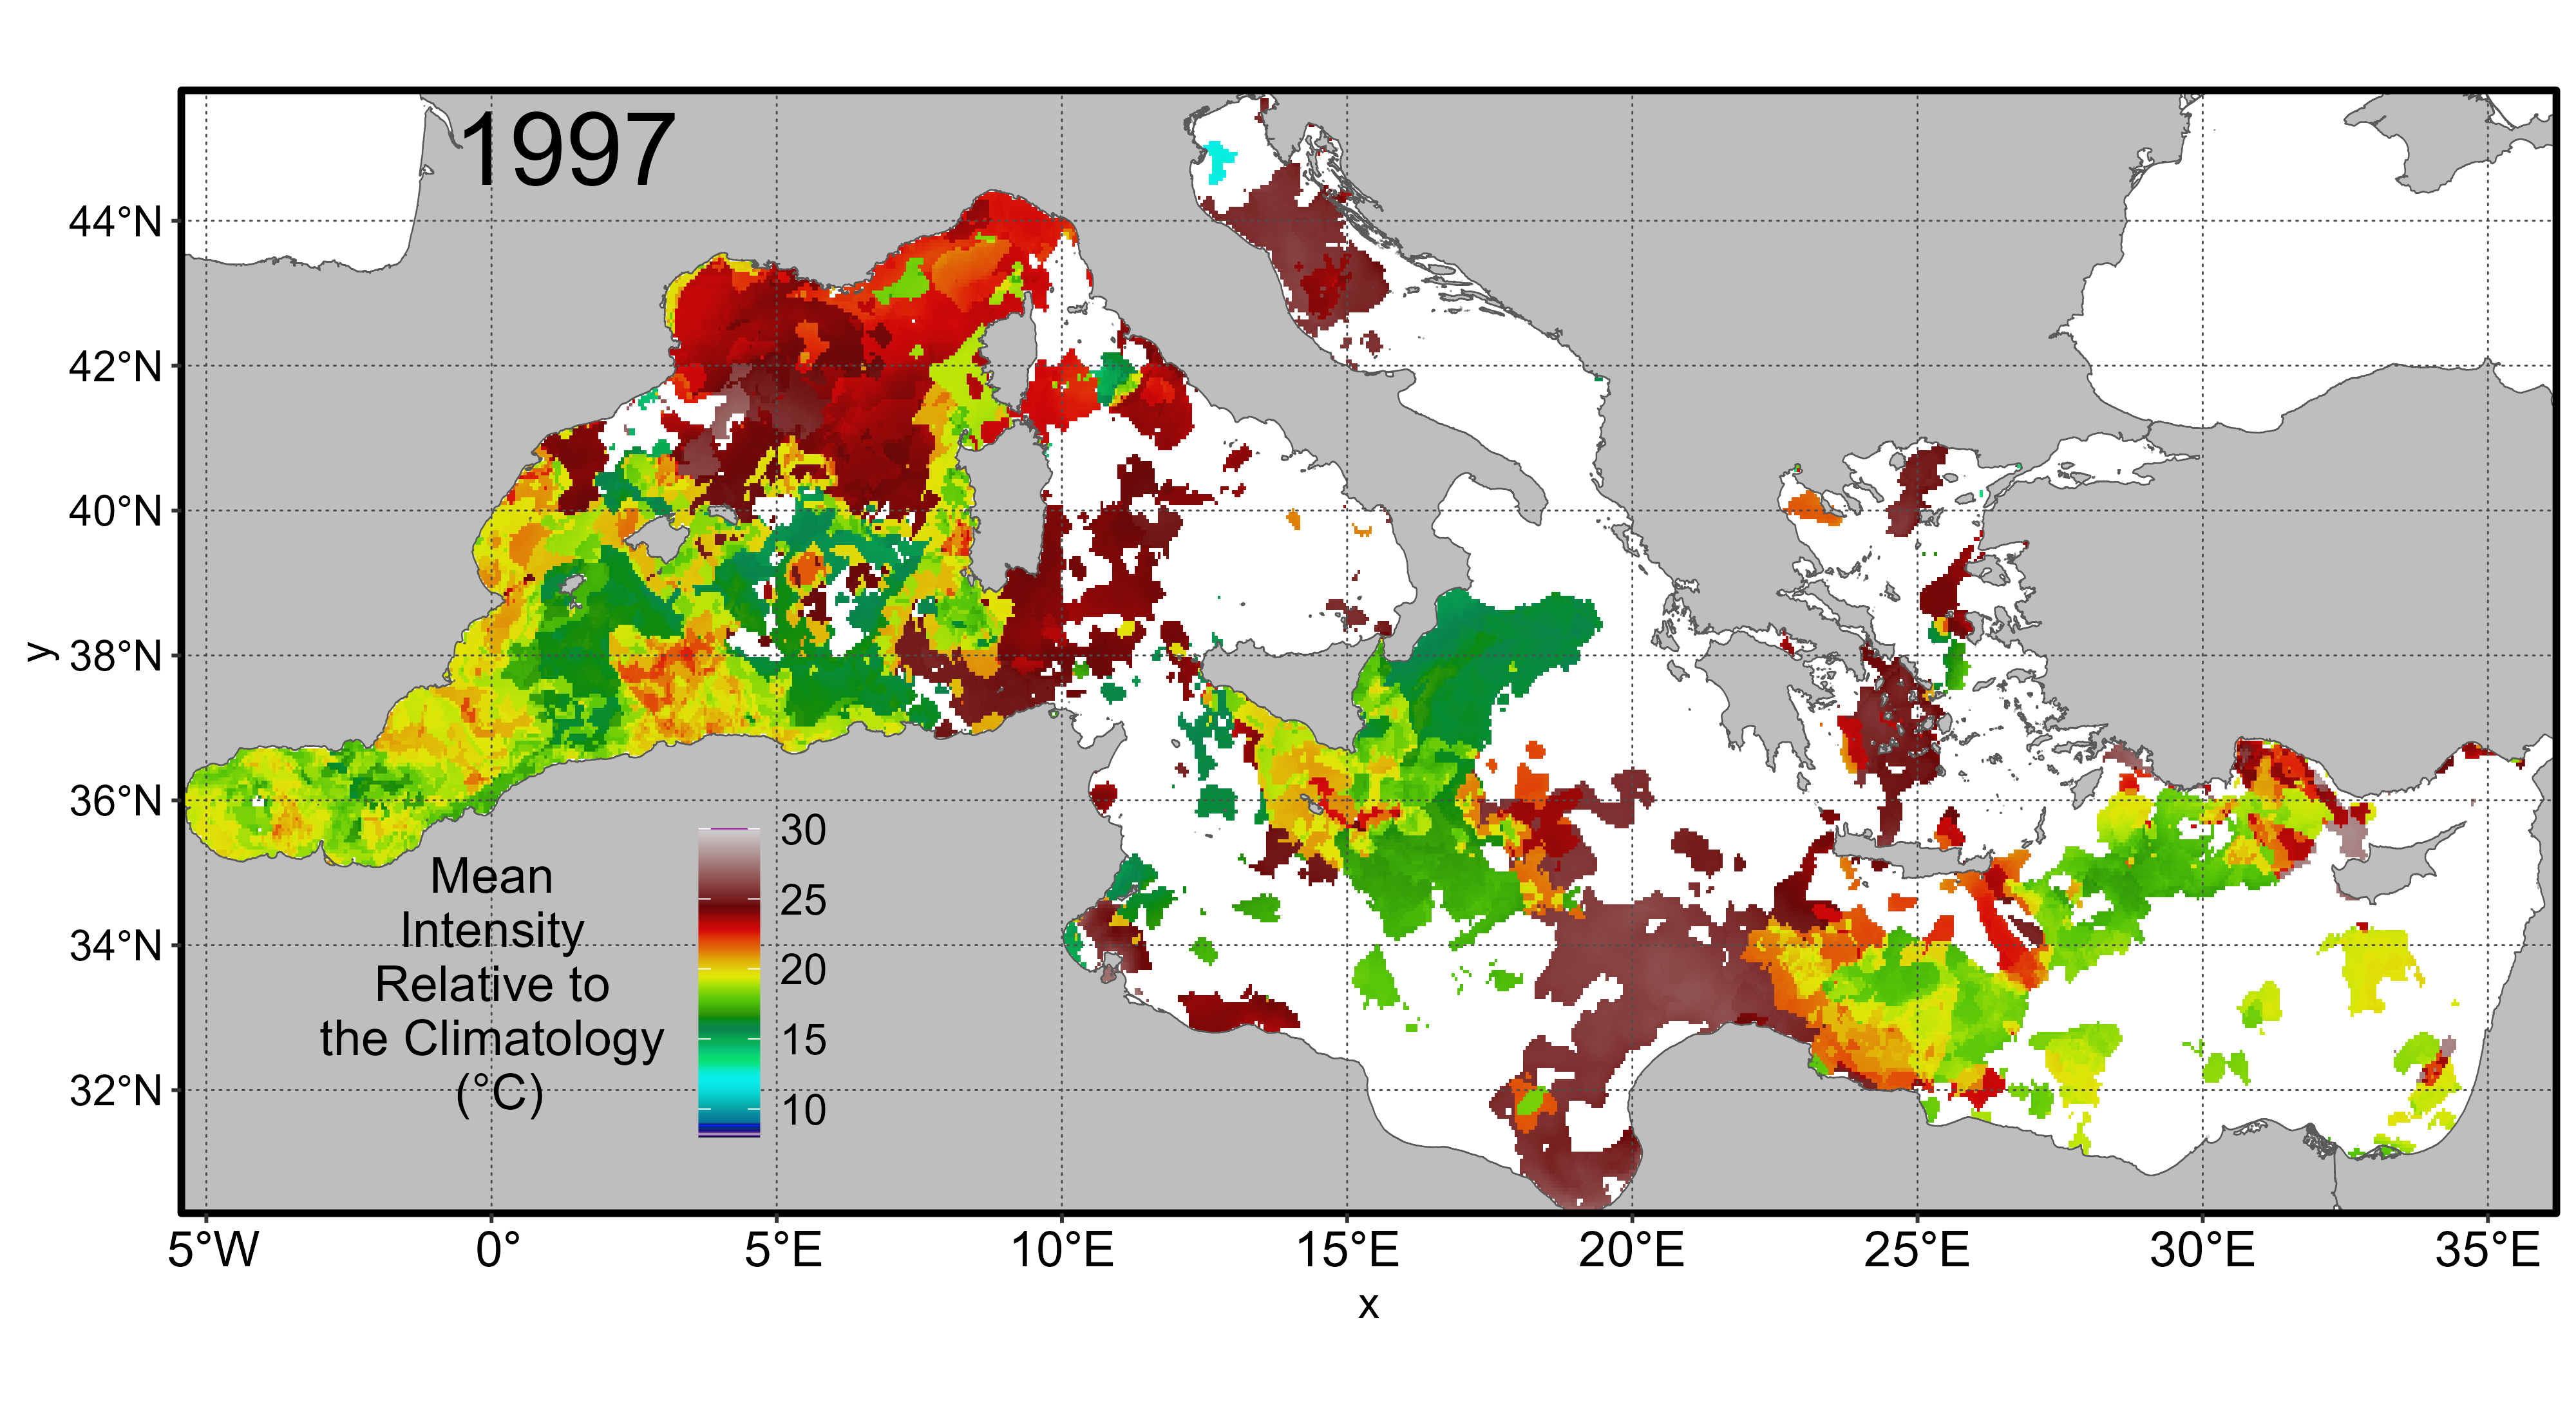 1997
44°N
42°N
40°N
38°N
36°N
34°N
32°N
y
Mean
Intensity
Relative to
the Climatology
(°C)
30
25
20
15
10
5°W
0°
5°E
10°E
15°E
20°E
25°E
30°E
35°E
x